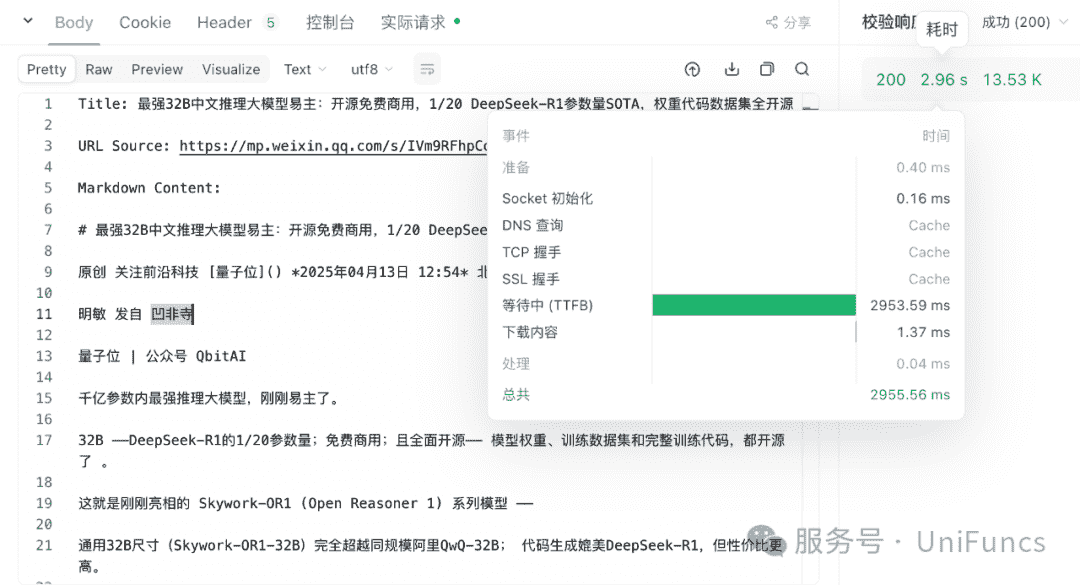 Body Cookie Header 5 控制台 实际请求 分享 校验响应 成功 (200)
耗时
Pretty Raw Preview Visualize Text utf8
200 2.96 s 13.53 K
1 Title: 最强32B中文推理大模型易主: 开源免费商用, 1/20 DeepSeek-R1参数量SOTA, 权重代码数据集全开源
2
3 URL Source: https://mp.weixin.qq.com/s/IVm9RFhpC
4
5 Markdown Content:
6
7 # 最强32B中文推理大模型易主: 开源免费商用, 1/20 DeepSee
8
9 原创 关注前沿科技 [量子位]() *2025年04月13日 12:54* 北
10
11 明敏 发自 凹非寺
12
13 量子位 | 公众号 QbitAI
14
15 千亿参数内最强推理大模型, 刚刚易主了。
16
17 32B ——DeepSeek-R1的1/20参数量; 免费商用; 且全面开源—— 模型权重、训练数据集和完整训练代码, 都开源
了 。
18
19 这就是刚刚亮相的 Skywork-OR1 (Open Reasoner 1) 系列模型 ——
20
21 通用32B尺寸 (Skywork-OR1-32B) 完全超越同规模阿里QwQ-32B; 代码生成媲美DeepSeek-R1, 但性价比更
高。
事件 时间
准备 0.40 ms
Socket 初始化 0.16 ms
DNS 查询 Cache
TCP 握手 Cache
SSL 握手 Cache
等待中 (TTFB) 2953.59 ms
下载内容 1.37 ms
处理 0.04 ms
总共 2955.56 ms
服务号 · UniFuncs